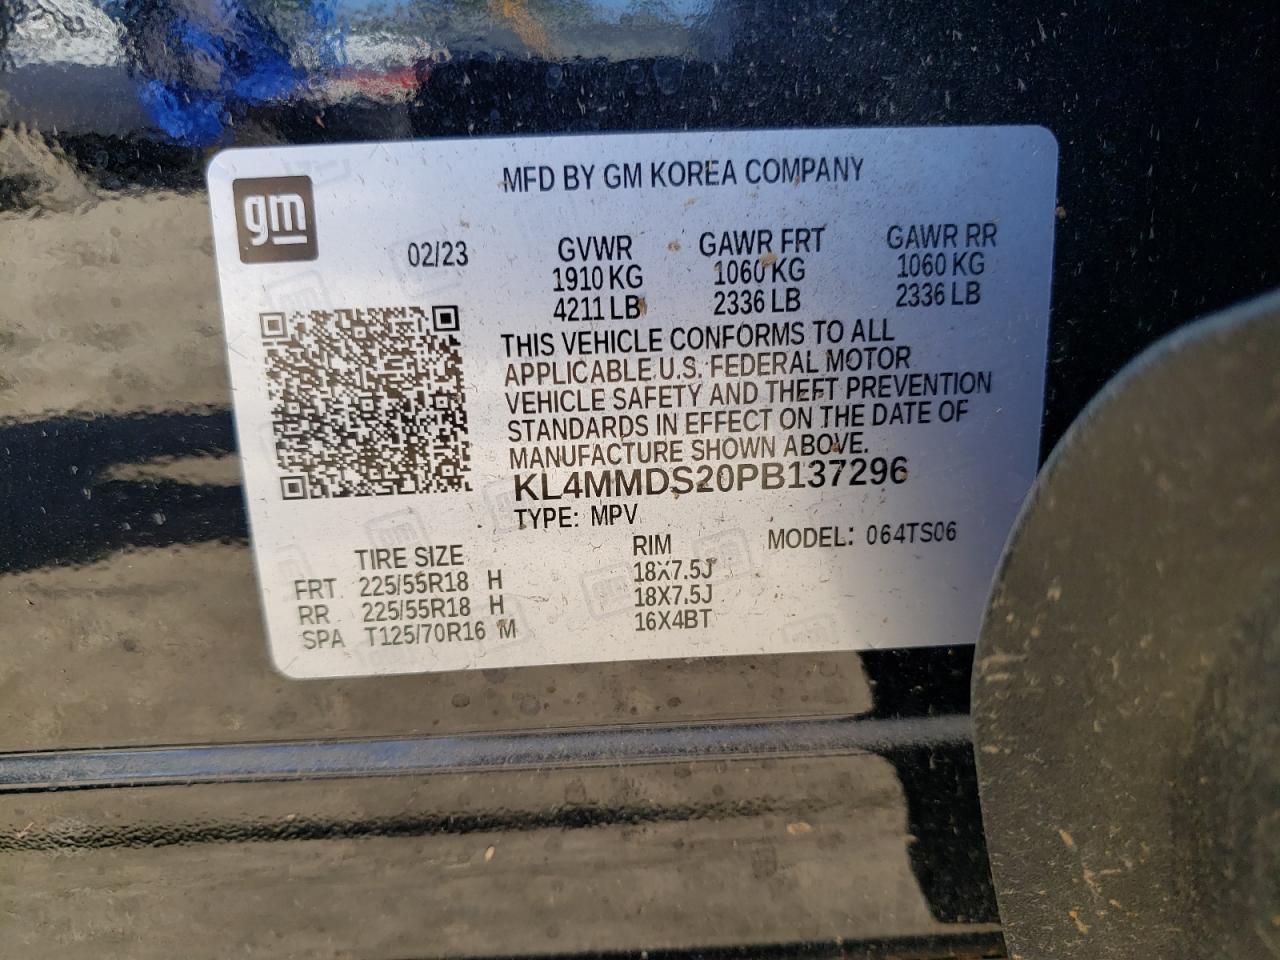 gm
MFD BY GM KOREA COMPANY
02/23
GVWR GAWR FRT GAWR RR
1910 KG 1060 KG 1060 KG
4211 LB 2336 LB 2336 LB
THIS VEHICLE CONFORMS TO ALL
APPLICABLE U.S. FEDERAL MOTOR
VEHICLE SAFETY AND THEFT PREVENTION
STANDARDS IN EFFECT ON THE DATE OF
MANUFACTURE SHOWN ABOVE.
KL4MMDS20PB137296
TYPE: MPV
MODEL: 064TS06
TIRE SIZE RIM
FRT 225/55R18 H 18X7.5J
RR 225/55R18 H 18X7.5J
SPA T125/70R16 M 16X4BT